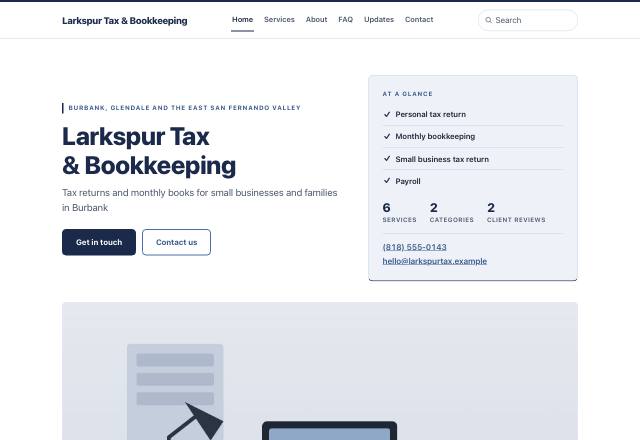 Larkspur Tax & Bookkeeping
Home Services About FAQ Updates Contact
Search
BURBANK, GLENDALE AND THE EAST SAN FERNANDO VALLEY
Larkspur Tax
& Bookkeeping
Tax returns and monthly books for small businesses and families
in Burbank
Get in touch
Contact us
AT A GLANCE
Personal tax return
Monthly bookkeeping
Small business tax return
Payroll
6 2 2
SERVICES CATEGORIES CLIENT REVIEWS
(818) 555-0143
hello@larkspurtax.example